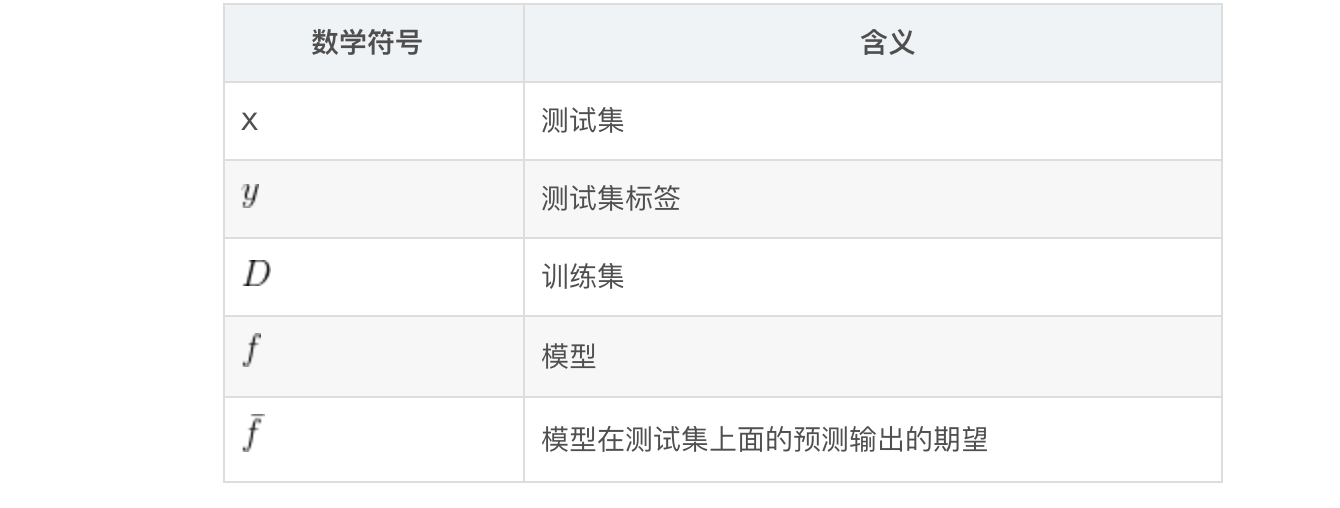 数学符号 含义
x 测试集
y 测试集标签
D 训练集
f 模型
f̄ 模型在测试集上面的预测输出的期望